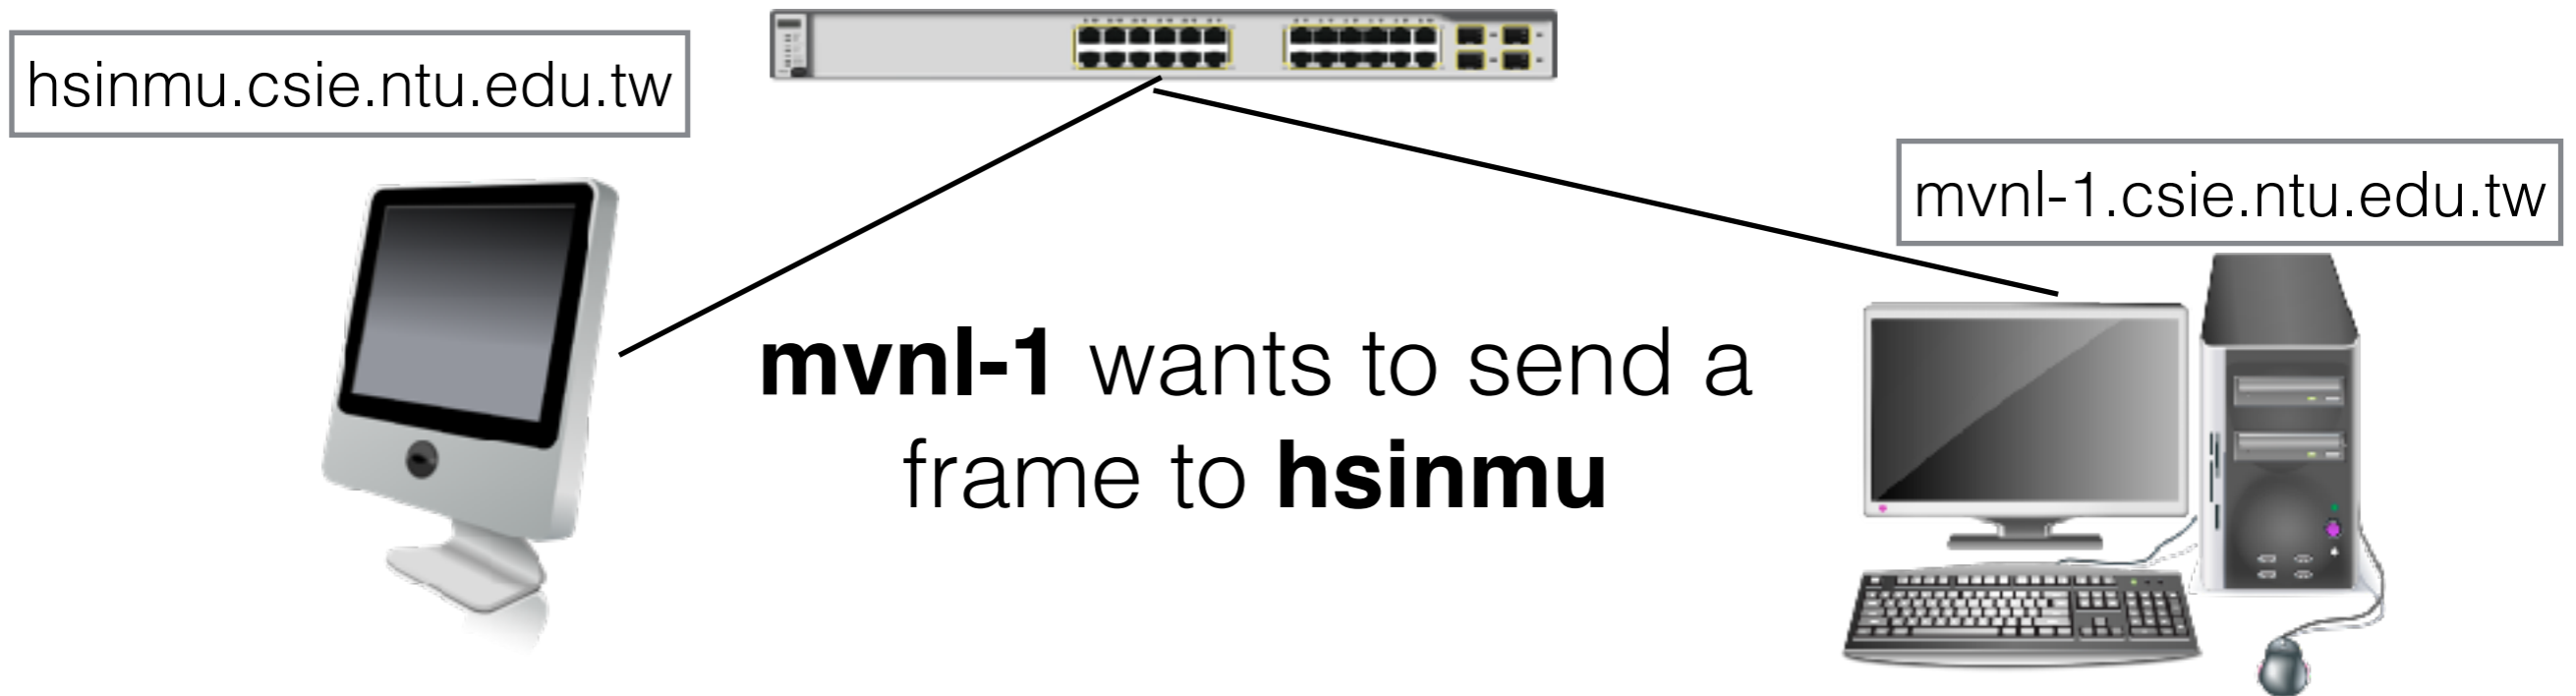 hsinmu.csie.ntu.edu.tw
mvnl-1.csie.ntu.edu.tw
mvnl-1 wants to send a
frame to hsinmu